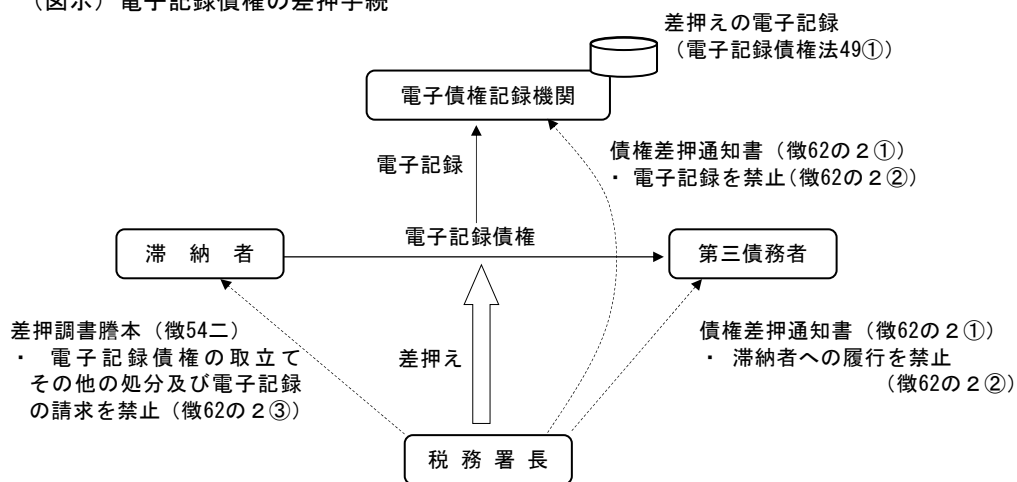 （図示）電子記録債権の差押手続
差押えの電子記録
（電子記録債権法49①）
電子債権記録機関
債権差押通知書（徴62の２①）
・ 電子記録を禁止（徴62の２②）
電子記録
電子記録債権
滞 納 者
第三債務者
差押調書謄本（徴54二）
・ 電子記録債権の取立て
その他の処分及び電子記録
の請求を禁止（徴62の２③）
差押え
債権差押通知書（徴62の２①）
・ 滞納者への履行を禁止
（徴62の２②）
税 務 署 長